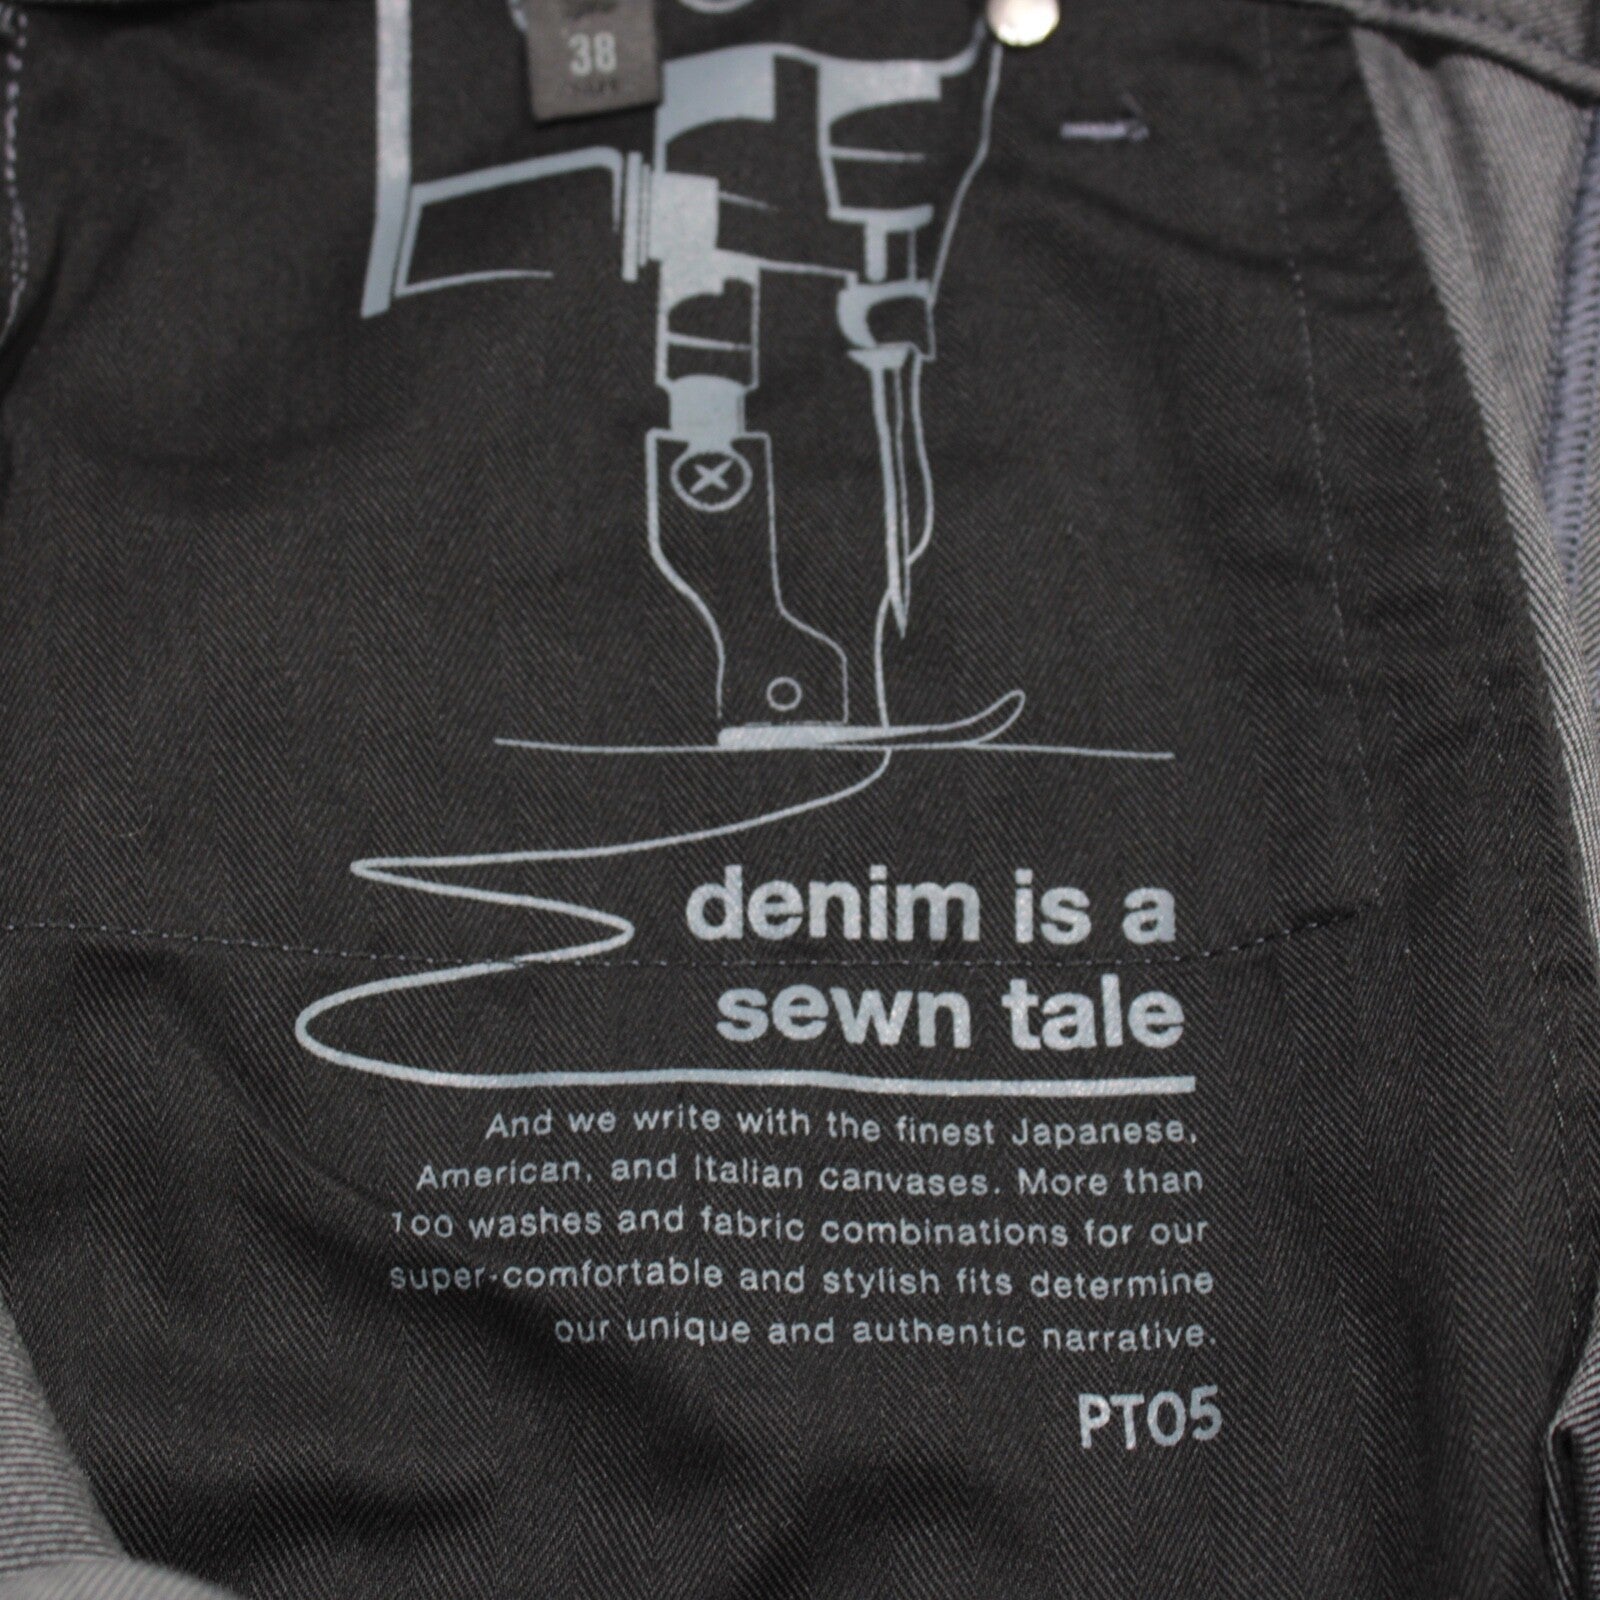 38
denim is a
sewn tale
And we write with the finest Japanese,
American, and Italian canvases. More than
100 washes and fabric combinations for our
super-comfortable and stylish fits determine
our unique and authentic narrative.
PT05